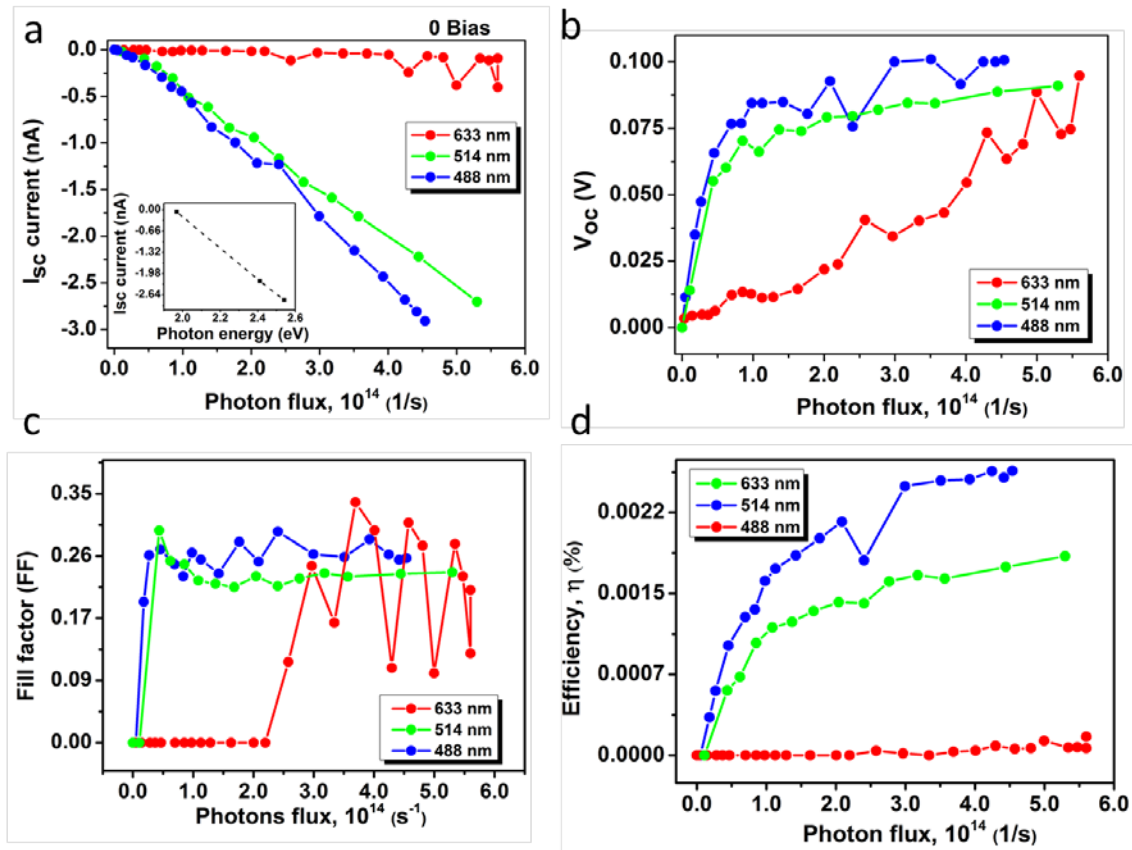 a
0 Bias
0.0
-0.5
-1.0
-1.5
-2.0
-2.5
-3.0
I_SC current (nA)
633 nm
514 nm
488 nm
0.00
-0.66
-1.32
-1.98
-2.64
Isc current (nA)
2.0 2.2 2.4 2.6
Photon energy (eV)
0.0 1.0 2.0 3.0 4.0 5.0 6.0
Photon flux, 10^14 (1/s)
b
0.100
0.075
0.050
0.025
0.000
V_OC (V)
633 nm
514 nm
488 nm
0.0 1.0 2.0 3.0 4.0 5.0 6.0
Photon flux, 10^14 (1/s)
c
0.35
0.26
0.17
0.09
0.00
Fill factor (FF)
633 nm
514 nm
488 nm
0.0 1.0 2.0 3.0 4.0 5.0 6.0
Photons flux, 10^14 (s^-1)
d
0.0022
0.0015
0.0007
0.0000
Efficiency, η (%)
633 nm
514 nm
488 nm
0.0 1.0 2.0 3.0 4.0 5.0 6.0
Photon flux, 10^14 (1/s)